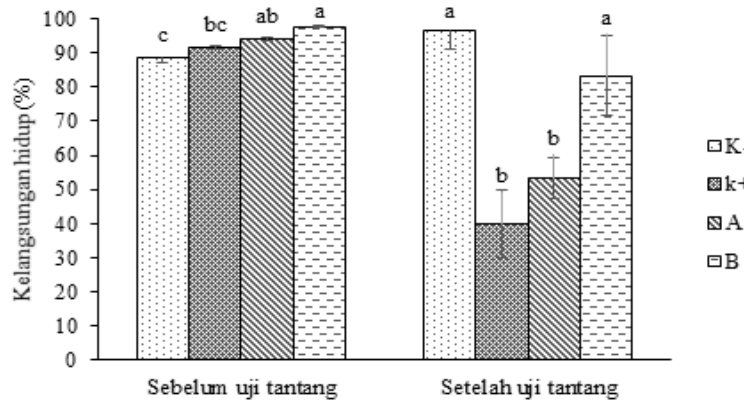 Kelangsungan hidup (%)
100
90
80
70
60
50
40
30
20
10
0
c
bc
ab
a
a
b
b
a
Sebelum uji tantang
Setelah uji tantang
K-
k+
A
B